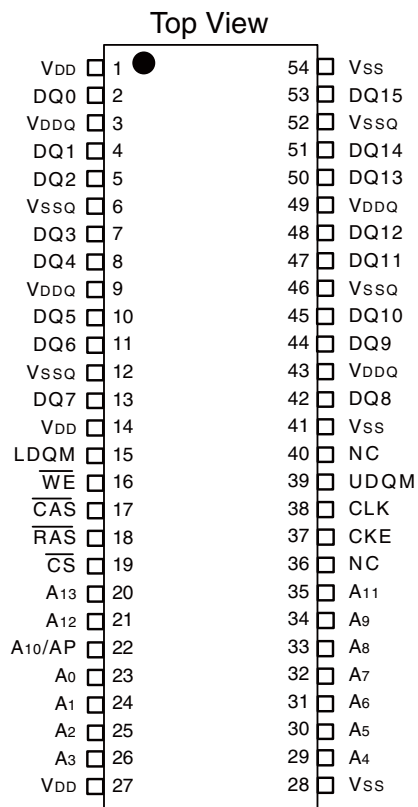 Top View
VDD 1 54 VSS
DQ0 2 53 DQ15
VDDQ 3 52 VSSQ
DQ1 4 51 DQ14
DQ2 5 50 DQ13
VSSQ 6 49 VDDQ
DQ3 7 48 DQ12
DQ4 8 47 DQ11
VDDQ 9 46 VSSQ
DQ5 10 45 DQ10
DQ6 11 44 DQ9
VSSQ 12 43 VDDQ
DQ7 13 42 DQ8
VDD 14 41 VSS
LDQM 15 40 NC
W̅E̅ 16 39 UDQM
C̅A̅S̅ 17 38 CLK
R̅A̅S̅ 18 37 CKE
C̅S̅ 19 36 NC
A13 20 35 A11
A12 21 34 A9
A10/AP 22 33 A8
A0 23 32 A7
A1 24 31 A6
A2 25 30 A5
A3 26 29 A4
VDD 27 28 VSS